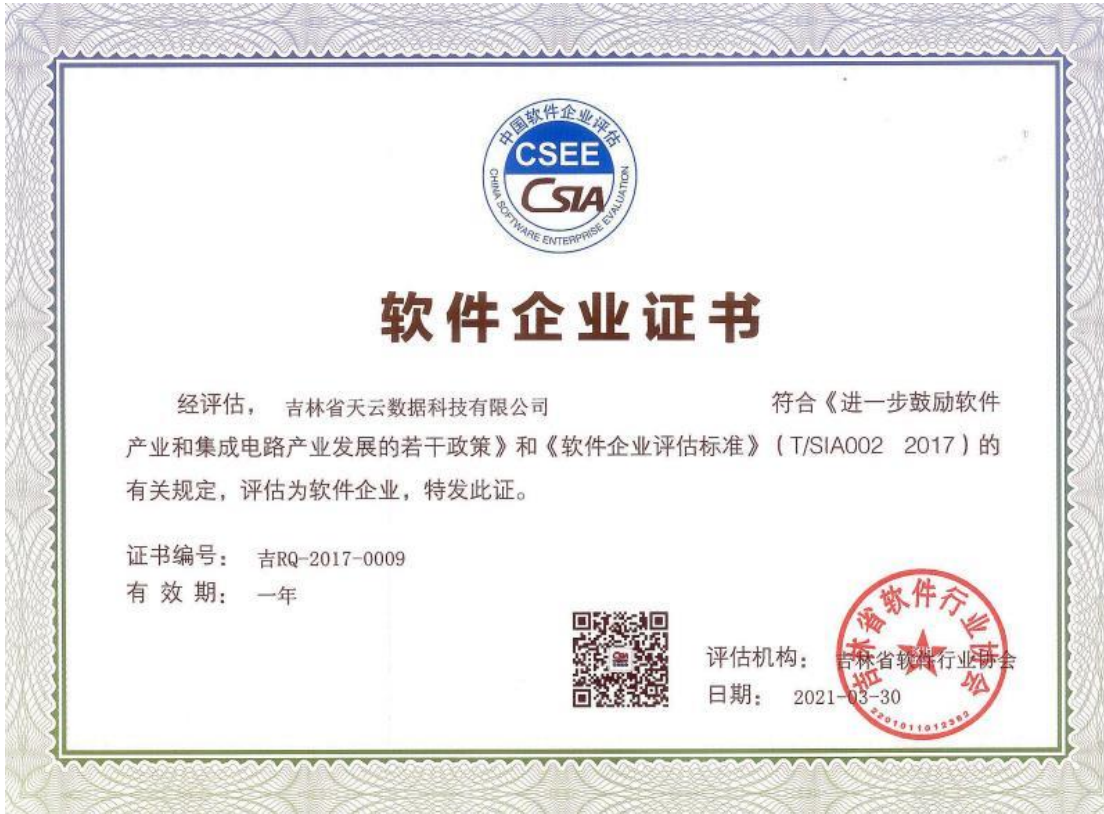 中国软件企业评估
CSEE
CSIA
CHINA SOFTWARE ENTERPRISE EVALUATION
软件企业证书
经评估， 吉林省天云数据科技有限公司 符合《进一步鼓励软件
产业和集成电路产业发展的若干政策》和《软件企业评估标准》（T/SIA002 2017）的
有关规定，评估为软件企业，特发此证。
证书编号： 吉RQ-2017-0009
有 效 期： 一年
评估机构： 吉林省软件行业协会
日期： 2021-03-30
吉林省软件行业协会
2201011012382